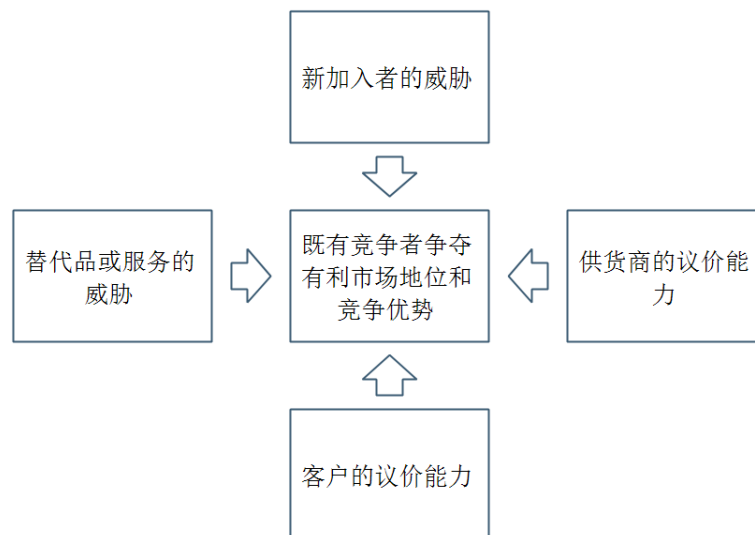 新加入者的威胁
替代品或服务的
威胁
既有竞争者争夺
有利市场地位和
竞争优势
供货商的议价能
力
客户的议价能力